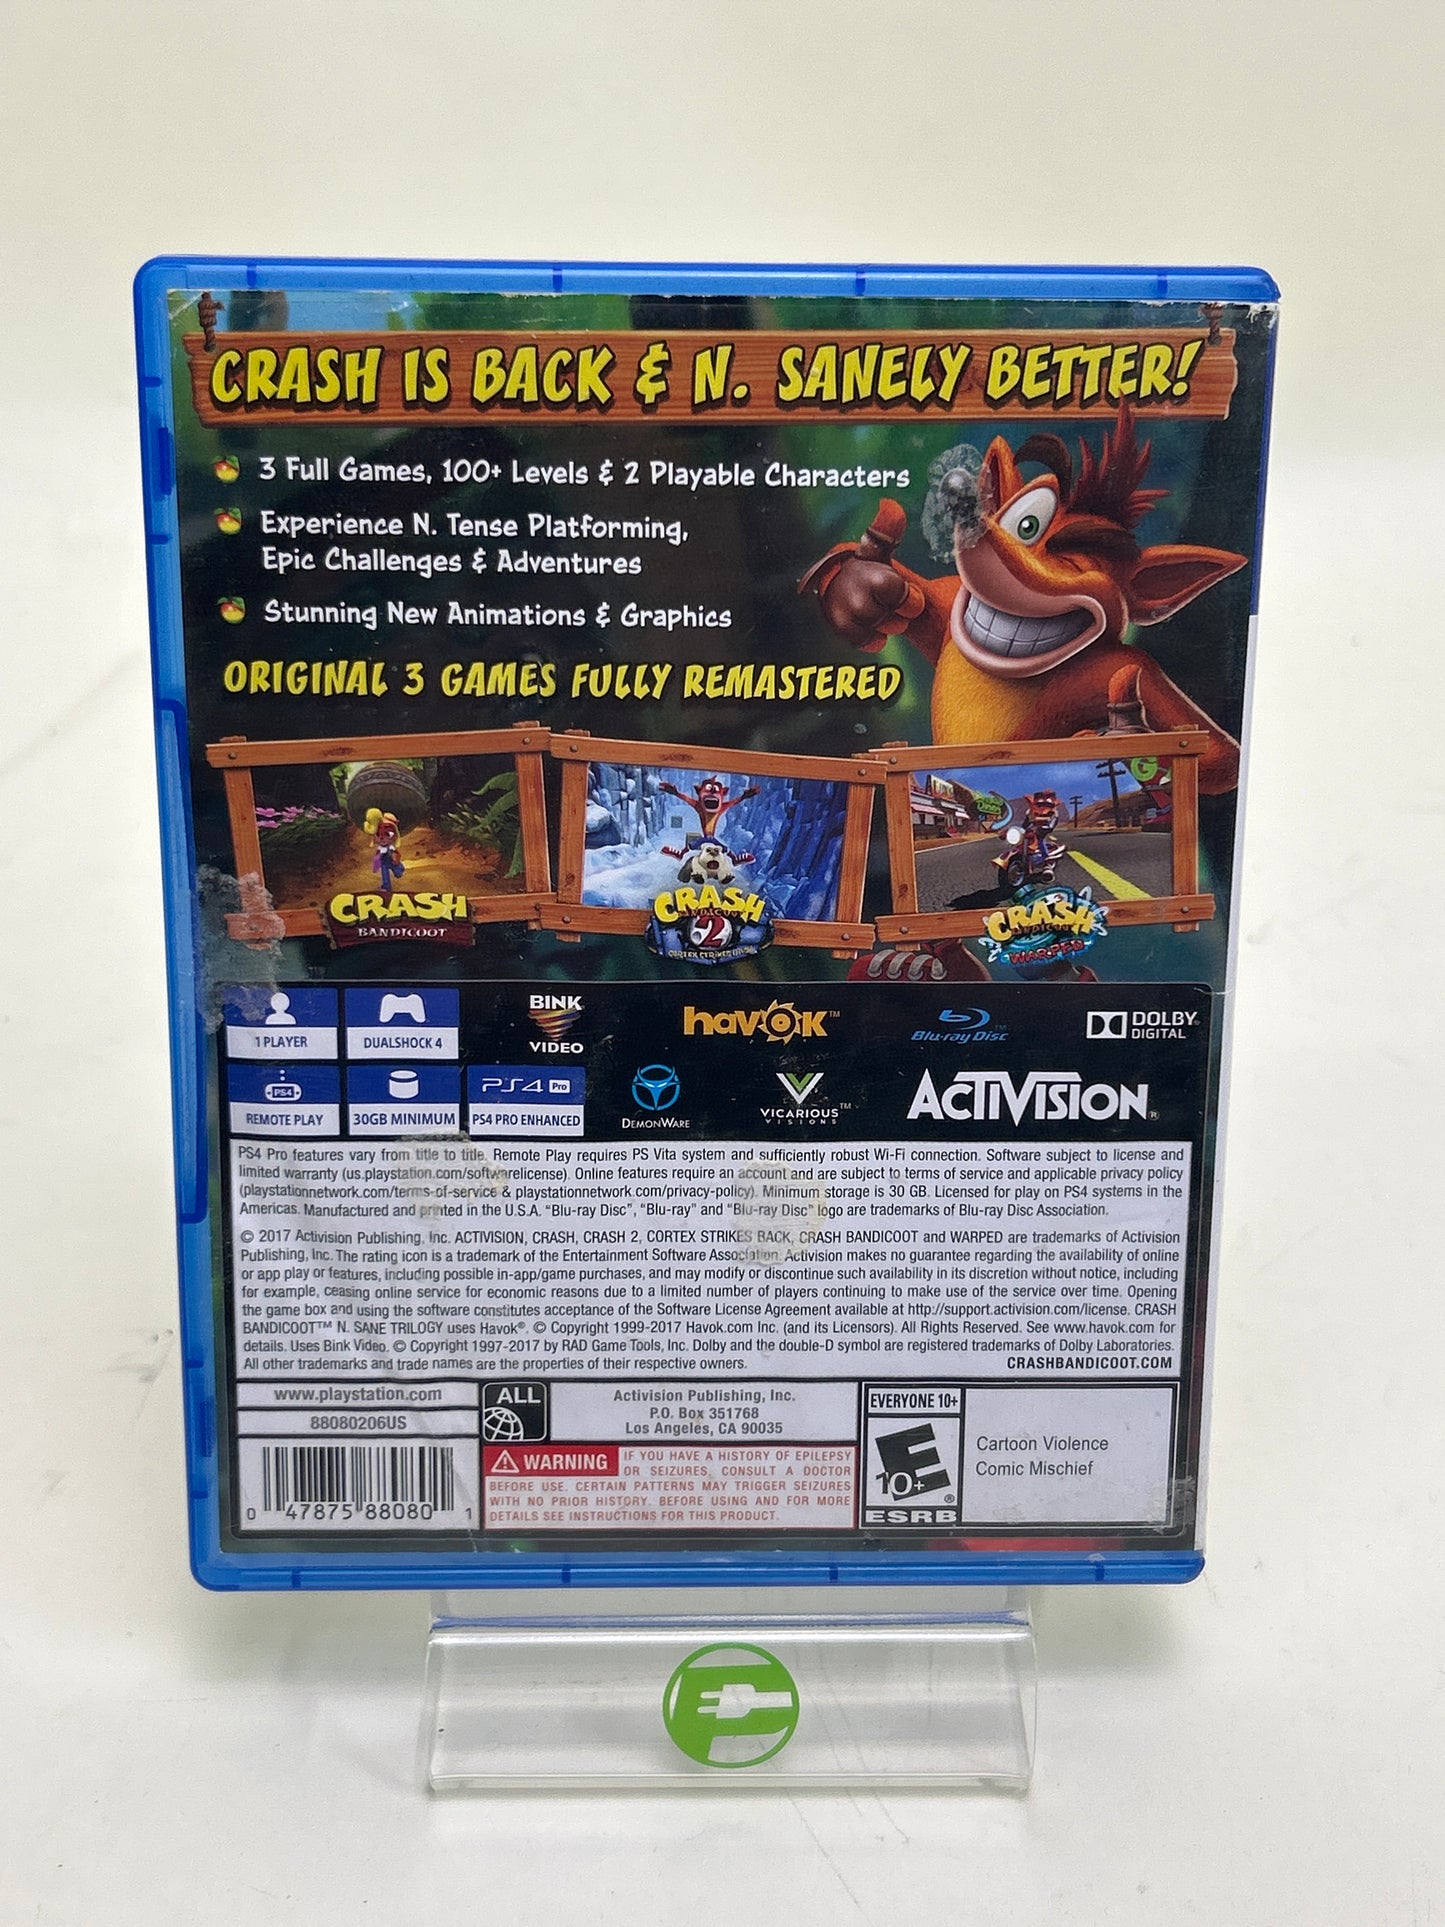 CRASH IS BACK & N. SANELY BETTER!
3 Full Games, 100+ Levels & 2 Playable Characters
Experience N. Tense Platforming,
Epic Challenges & Adventures
Stunning New Animations & Graphics
ORIGINAL 3 GAMES FULLY REMASTERED
CRASH
BANDICOOT
CRASH
BANDICOOT
2
CORTEX STRIKES BACK
CRASH
BANDICOOT
WARPED
1 PLAYER
DUALSHOCK 4
BINK
VIDEO
havok™
Blu-ray Disc
DOLBY
DIGITAL
PS4
REMOTE PLAY
30GB MINIMUM
PS4 Pro
PS4 PRO ENHANCED
DEMONWARE
VICARIOUS™
VISIONS
ACTIVISION®
PS4 Pro features vary from title to title. Remote Play requires PS Vita system and sufficiently robust Wi-Fi connection. Software subject to license and
limited warranty (us.playstation.com/softwarelicense). Online features require an account and are subject to terms of service and applicable privacy policy
(playstationnetwork.com/terms-of-service & playstationnetwork.com/privacy-policy). Minimum storage is 30 GB. Licensed for play on PS4 systems in the
Americas. Manufactured and printed in the U.S.A. “Blu-ray Disc”, “Blu-ray” and “Blu-ray Disc” logo are trademarks of Blu-ray Disc Association.
© 2017 Activision Publishing, Inc. ACTIVISION, CRASH, CRASH 2, CORTEX STRIKES BACK, CRASH BANDICOOT and WARPED are trademarks of Activision
Publishing, Inc. The rating icon is a trademark of the Entertainment Software Association. Activision makes no guarantee regarding the availability of online
or app play or features, including possible in-app/game purchases, and may modify or discontinue such availability in its discretion without notice, including
for example, ceasing online service for economic reasons due to a limited number of players continuing to make use of the service over time. Opening
the game box and using the software constitutes acceptance of the Software License Agreement available at http://support.activision.com/license. CRASH
BANDICOOT™ N. SANE TRILOGY uses Havok®. © Copyright 1999-2017 Havok.com Inc. (and its Licensors). All Rights Reserved. See www.havok.com for
details. Uses Bink Video. © Copyright 1997-2017 by RAD Game Tools, Inc. Dolby and the double-D symbol are registered trademarks of Dolby Laboratories.
All other trademarks and trade names are the properties of their respective owners. CRASHBANDICOOT.COM
www.playstation.com
88080206US
0 47875 88080 1
ALL
Activision Publishing, Inc.
P.O. Box 351768
Los Angeles, CA 90035
WARNING IF YOU HAVE A HISTORY OF EPILEPSY
OR SEIZURES, CONSULT A DOCTOR
BEFORE USE. CERTAIN PATTERNS MAY TRIGGER SEIZURES
WITH NO PRIOR HISTORY. BEFORE USING AND FOR MORE
DETAILS SEE INSTRUCTIONS FOR THIS PRODUCT.
EVERYONE 10+
E
10+
®
ESRB
Cartoon Violence
Comic Mischief